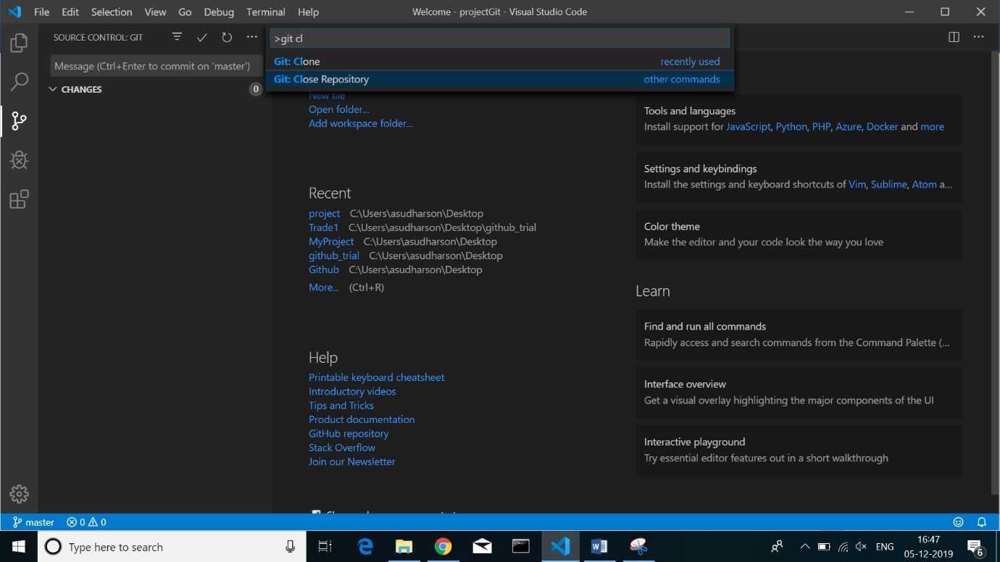 File Edit Selection View Go Debug Terminal Help
Welcome - projectGit - Visual Studio Code
SOURCE CONTROL: GIT
>git cl
Message (Ctrl+Enter to commit on 'master')
Git: Clone recently used
Git: Close Repository other commands
CHANGES 0
New file
Open folder...
Add workspace folder...
Recent
project C:\Users\asudharson\Desktop
Trade1 C:\Users\asudharson\Desktop\github_trial
MyProject C:\Users\asudharson\Desktop
github_trial C:\Users\asudharson\Desktop
Github C:\Users\asudharson\Desktop
More... (Ctrl+R)
Help
Printable keyboard cheatsheet
Introductory videos
Tips and Tricks
Product documentation
GitHub repository
Stack Overflow
Join our Newsletter
Tools and languages
Install support for JavaScript, Python, PHP, Azure, Docker and more
Settings and keybindings
Install the settings and keyboard shortcuts of Vim, Sublime, Atom a...
Color theme
Make the editor and your code look the way you love
Learn
Find and run all commands
Rapidly access and search commands from the Command Palette (...
Interface overview
Get a visual overlay highlighting the major components of the UI
Interactive playground
Try essential editor features out in a short walkthrough
master 0 0
Type here to search
ENG
16:47
05-12-2019
6